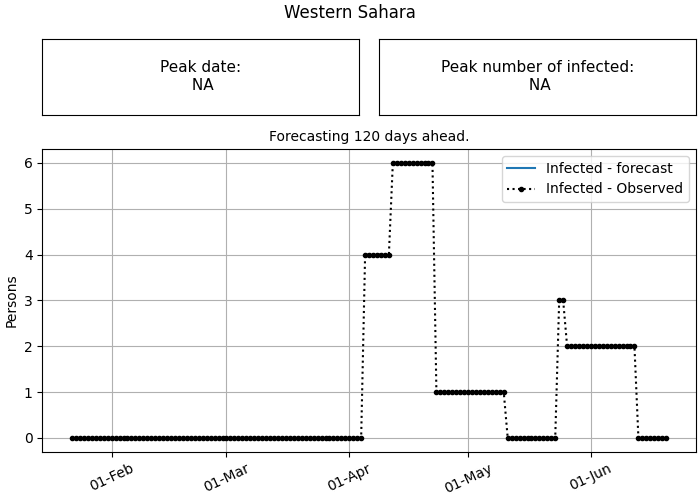 Western Sahara
Peak date:
NA
Peak number of infected:
NA
Forecasting 120 days ahead.
Infected - forecast
Infected - Observed
Persons
6
5
4
3
2
1
0
01-Feb
01-Mar
01-Apr
01-May
01-Jun